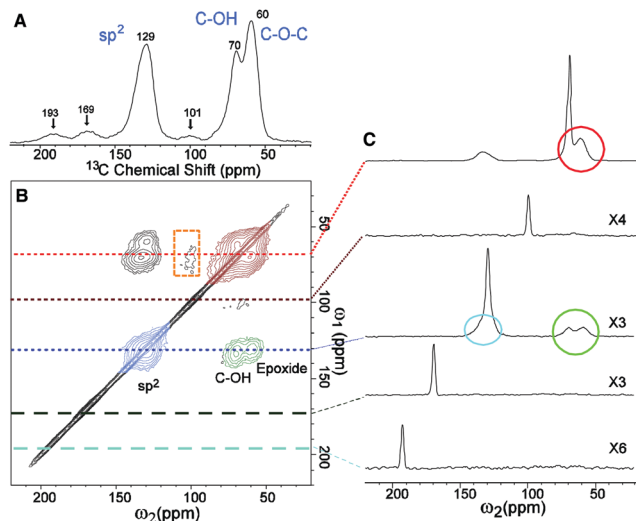 A
sp²
C-OH
60
C-O-C
129
70
193
169
101
200
150
100
50
¹³C Chemical Shift (ppm)
B
50
100
150
200
ω₁ (ppm)
sp²
C-OH
Epoxide
200
150
100
50
ω₂(ppm)
C
X4
X3
X3
X6
200
150
100
50
ω₂(ppm)